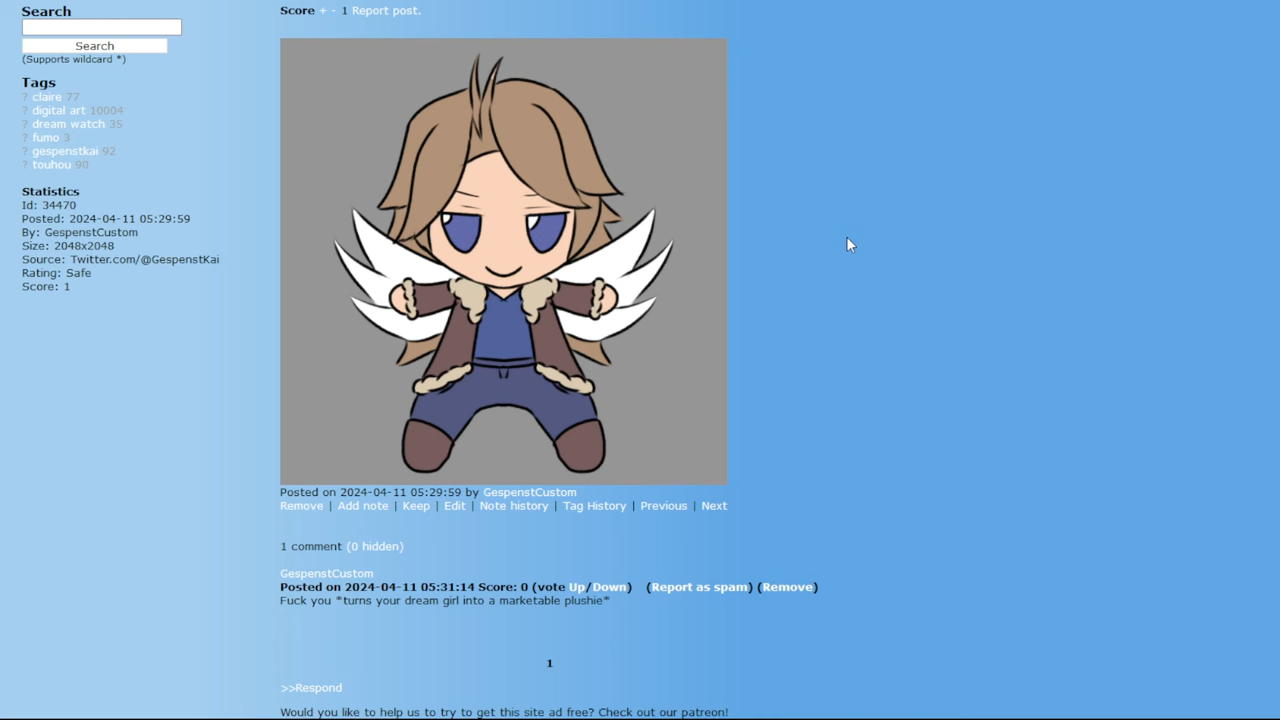 Search
Search
(Supports wildcard *)
Tags
? claire 77
? digital art 10004
? dream watch 35
? fumo 3
? gespenstkai 92
? touhou 90
Statistics
Id: 34470
Posted: 2024-04-11 05:29:59
By: GespenstCustom
Size: 2048x2048
Source: Twitter.com/@GespenstKai
Rating: Safe
Score: 1
Score + - 1 Report post.
Posted on 2024-04-11 05:29:59 by GespenstCustom
Remove | Add note | Keep | Edit | Note history | Tag History | Previous | Next
1 comment (0 hidden)
GespenstCustom
Posted on 2024-04-11 05:31:14 Score: 0 (vote Up/Down) (Report as spam) (Remove)
Fuck you *turns your dream girl into a marketable plushie*
1
>>Respond
Would you like to help us to try to get this site ad free? Check out our patreon!